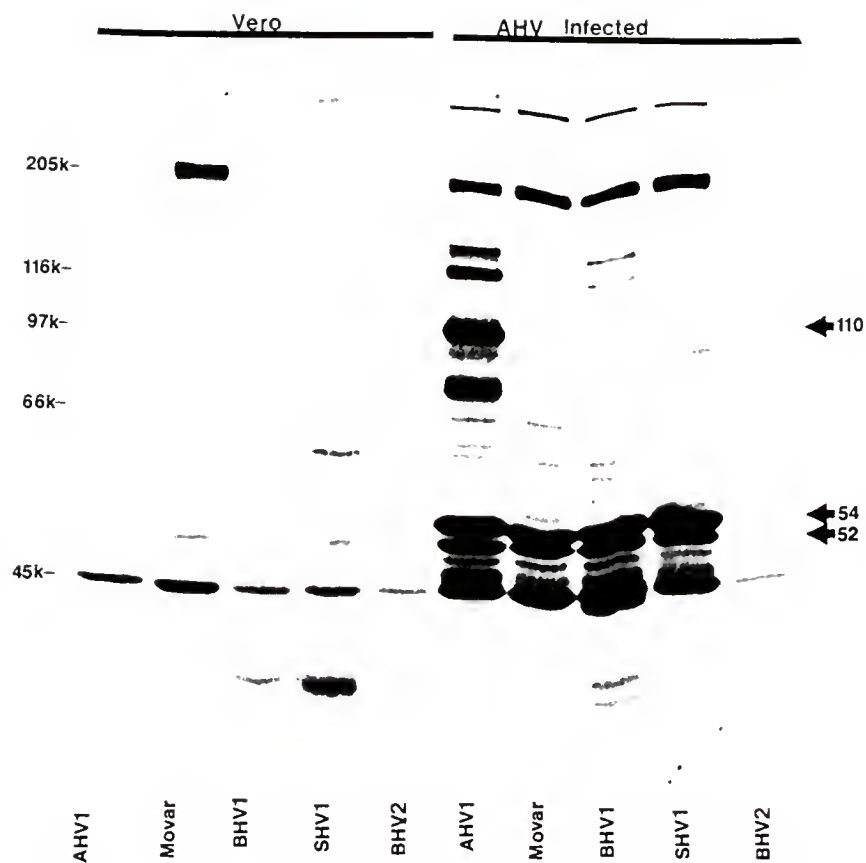 Vero AHV Infected
205k-
116k-
97k- 110
66k-
54
52
45k-
AHV1 Movar BHV1 SHV1 BHV2 AHV1 Movar BHV1 SHV1 BHV2